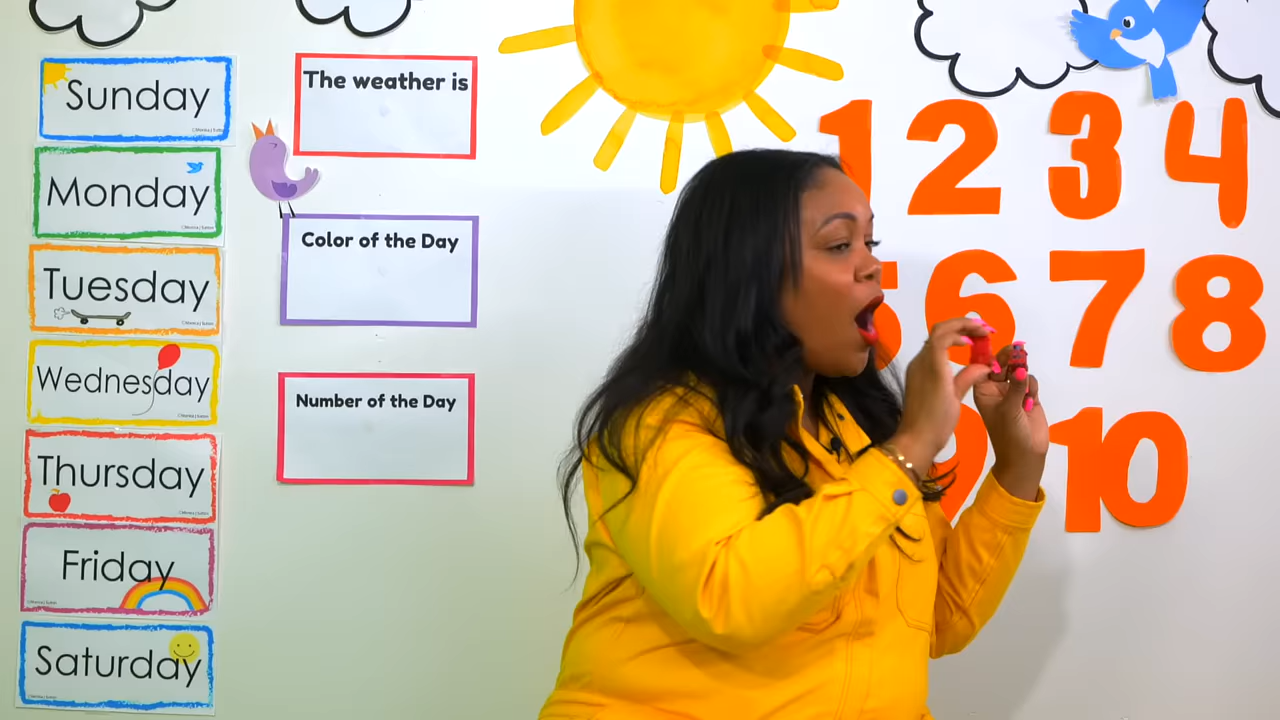 Sunday
Monday
Tuesday
Wednesday
Thursday
Friday
Saturday
The weather is
Color of the Day
Number of the Day
1 2 3 4
6 7 8
9 10